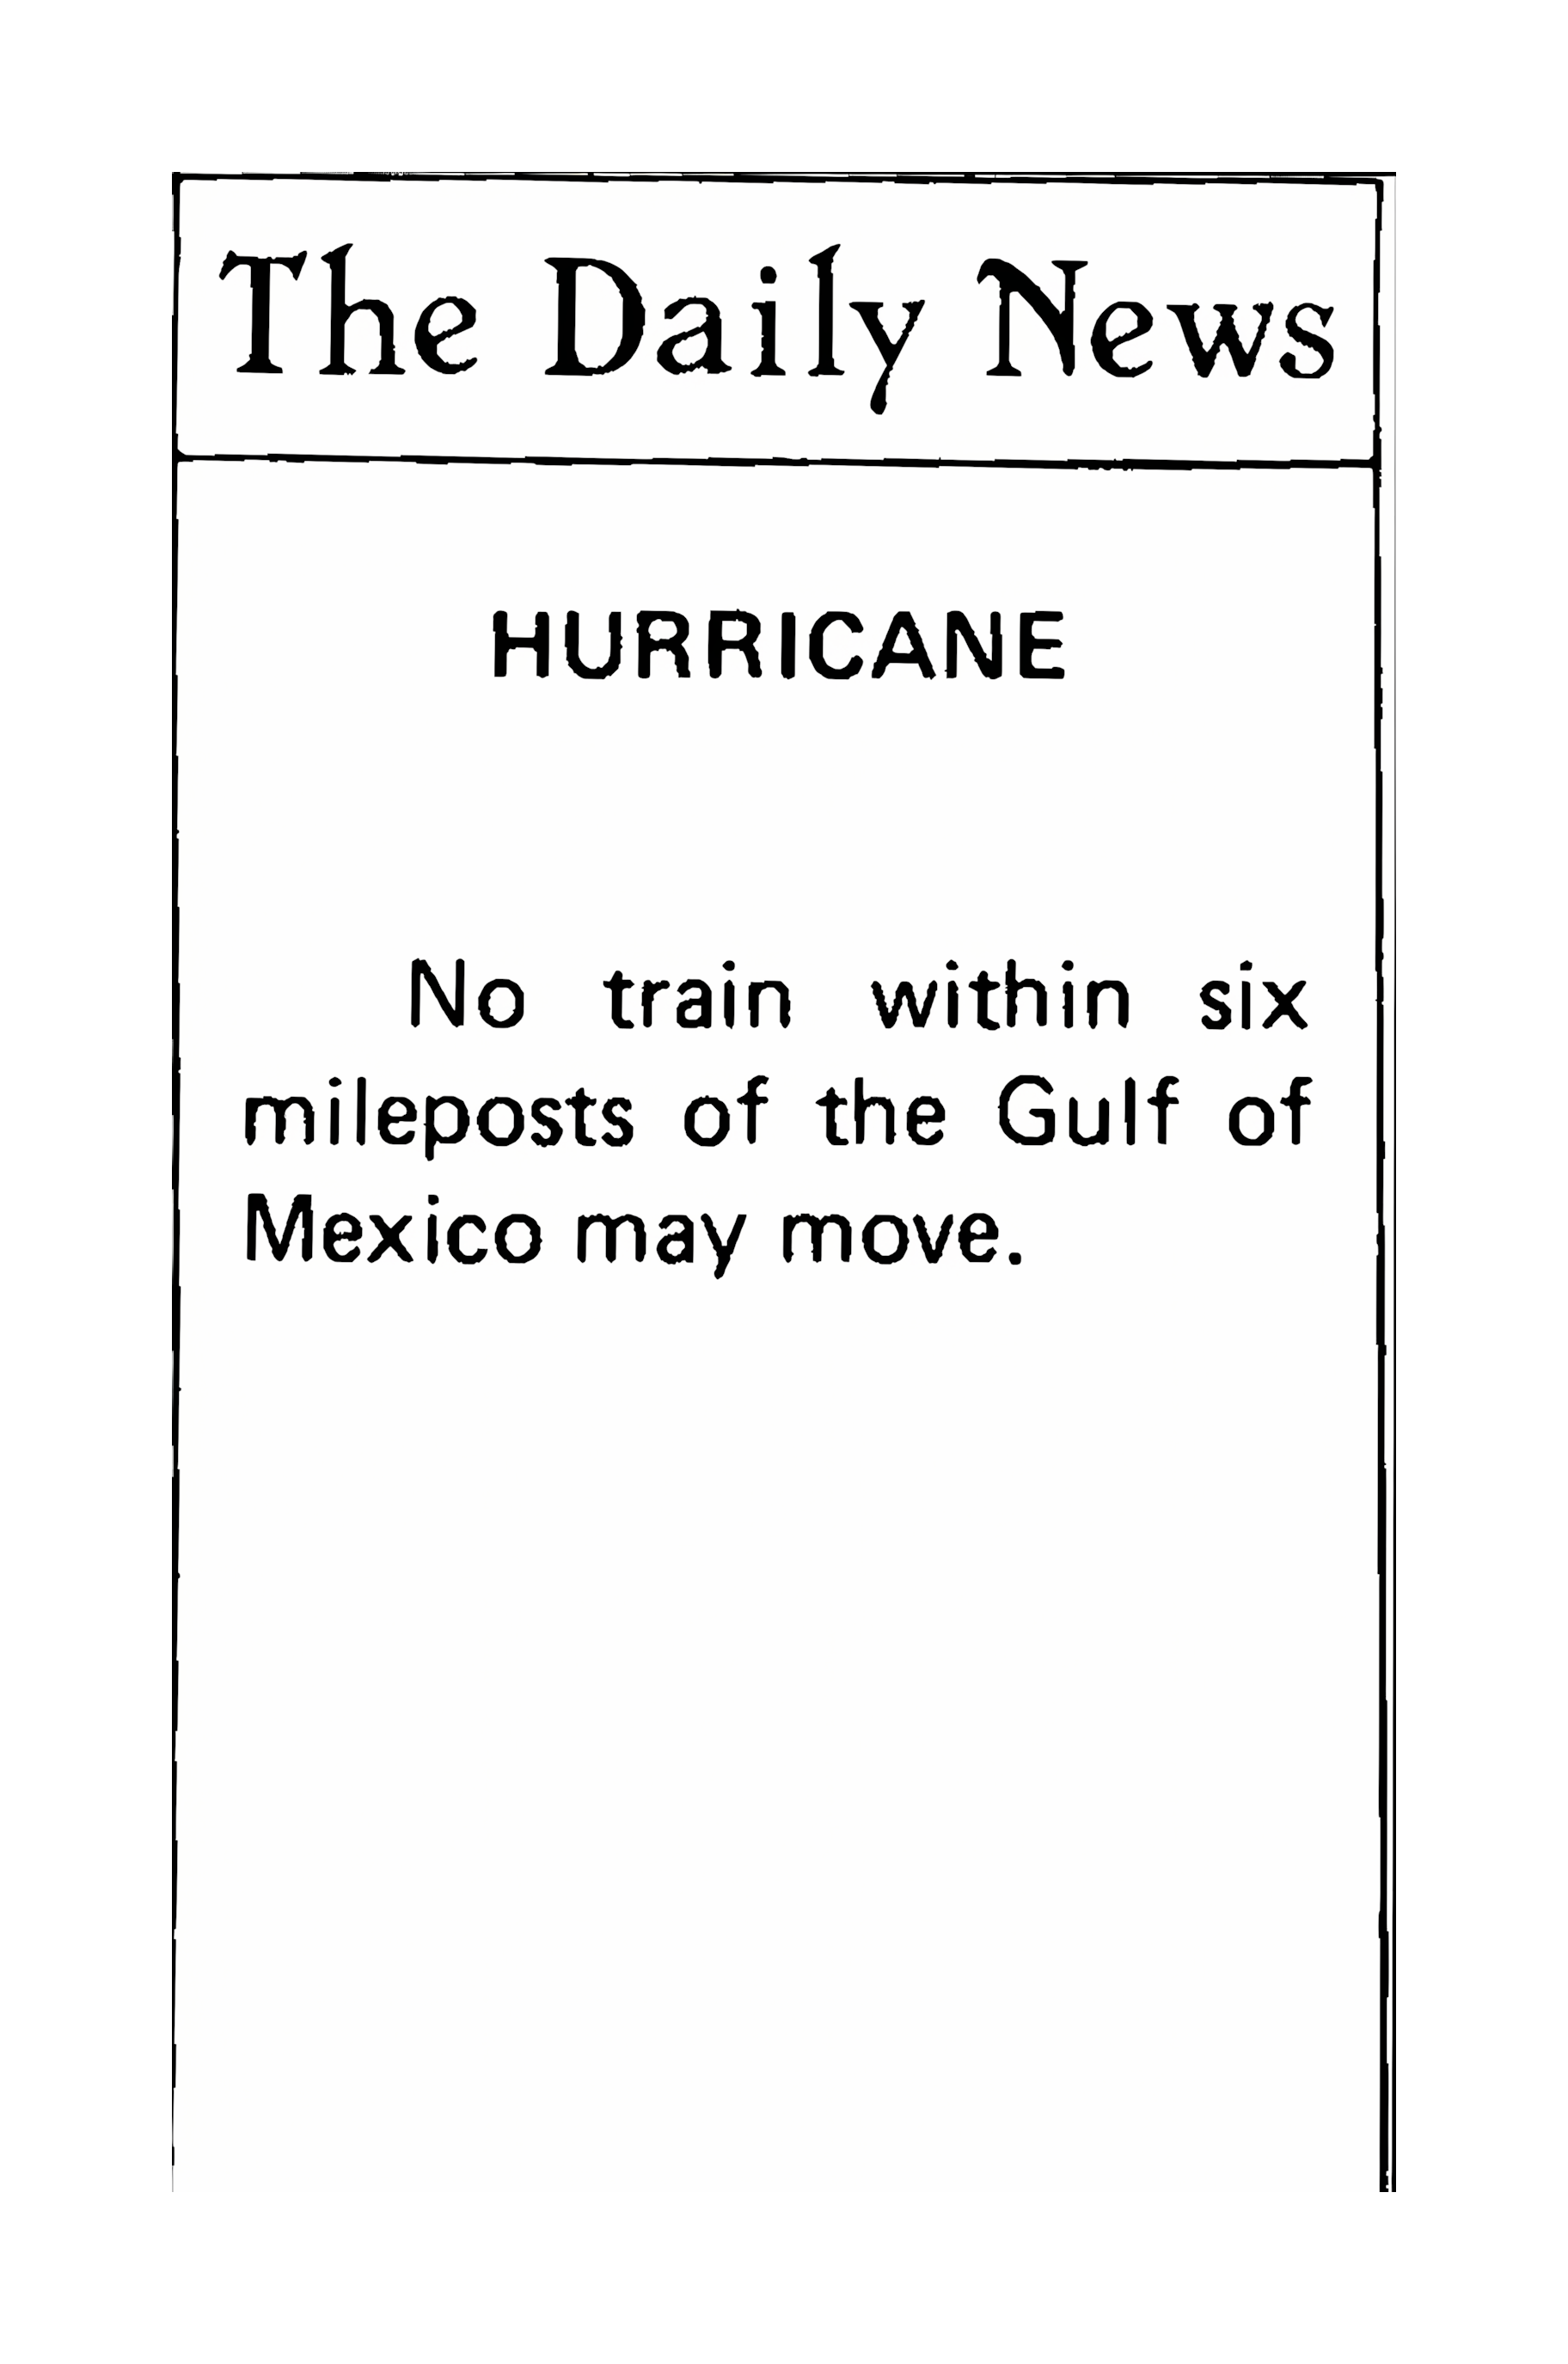 The Daily News
HURRICANE
No train within six
mileposts of the Gulf of
Mexico may move.